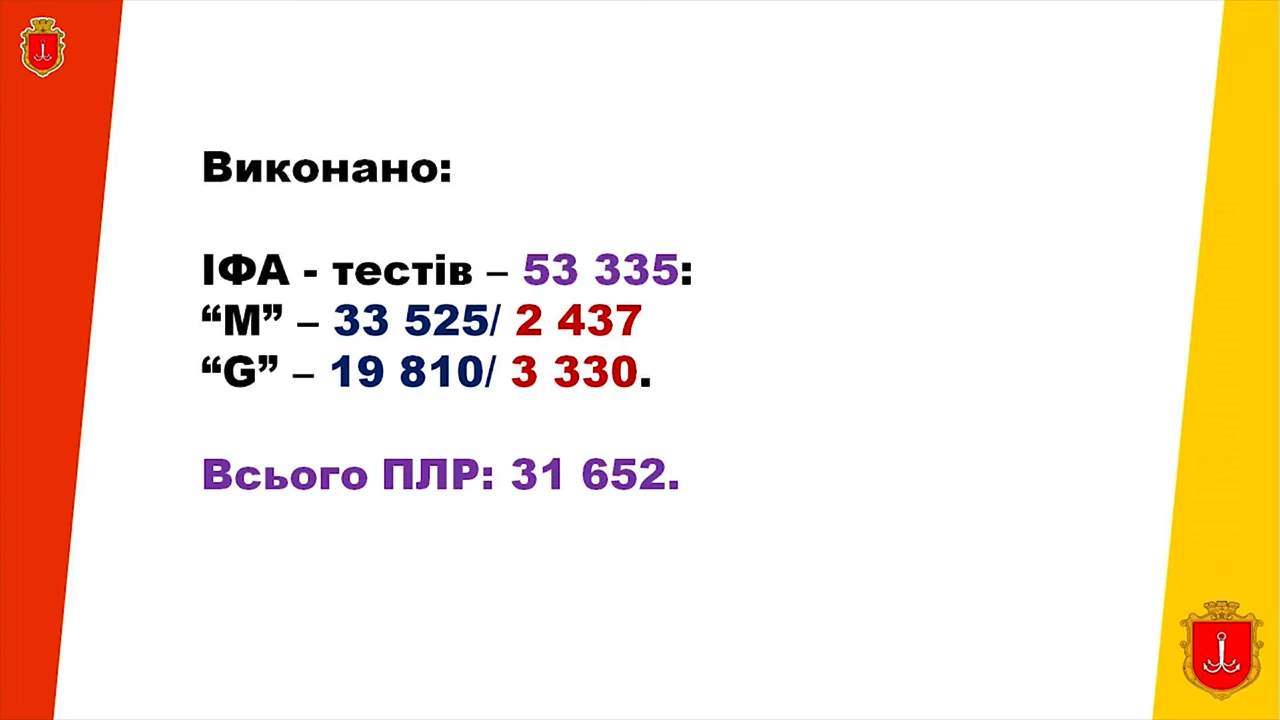 Виконано:
ІФА - тестів – 53 335:
“М” – 33 525/ 2 437
“G” – 19 810/ 3 330.
Всього ПЛР: 31 652.